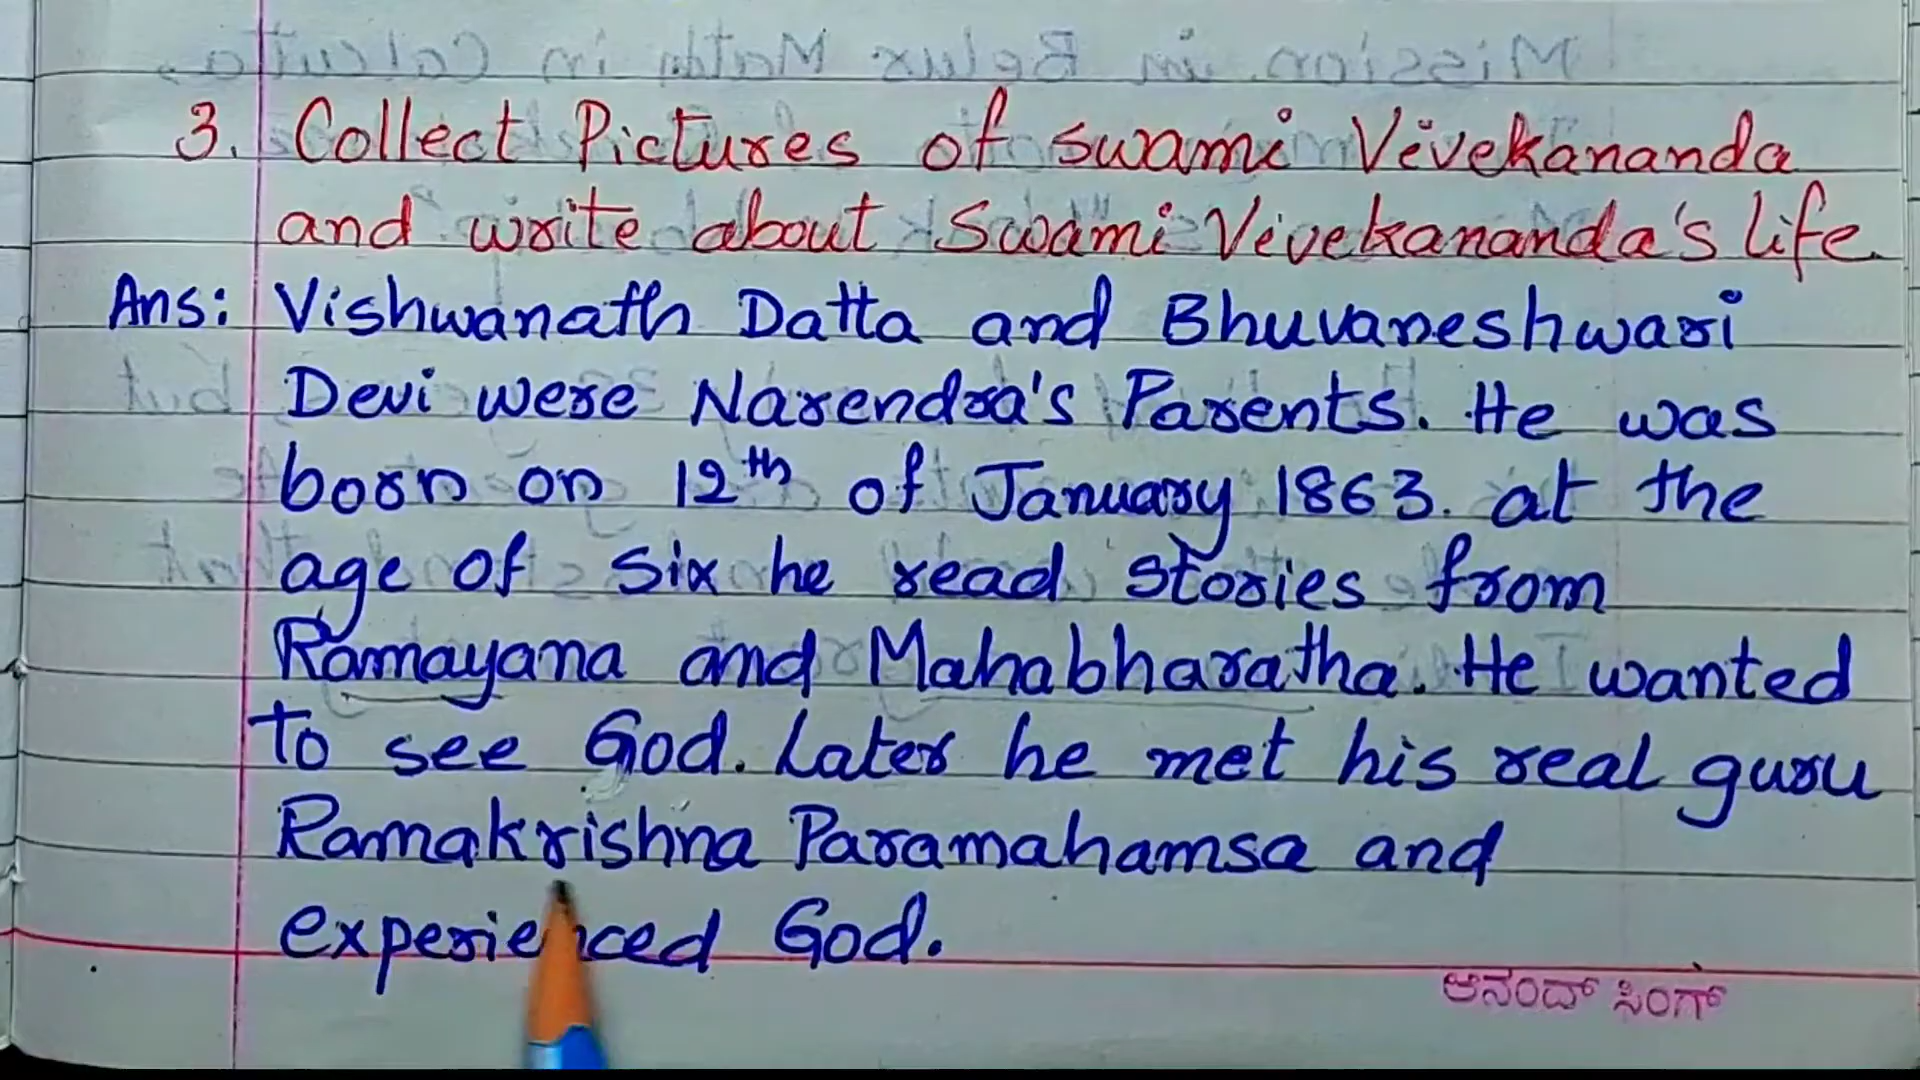 3. Collect Pictures of swami Vivekananda
and write about Swami Vivekananda's life.
Ans: Vishwanath Datta and Bhuvaneshwari
Devi were Narendra's Parents. He was
born on 12th of January 1863. at the
age of six he read stories from
Ramayana and Mahabharatha. He wanted
to see God. Later he met his real guru
Ramakrishna Paramahamsa and
experienced God.
ಆನಂದ್ ಸಿಂಗ್